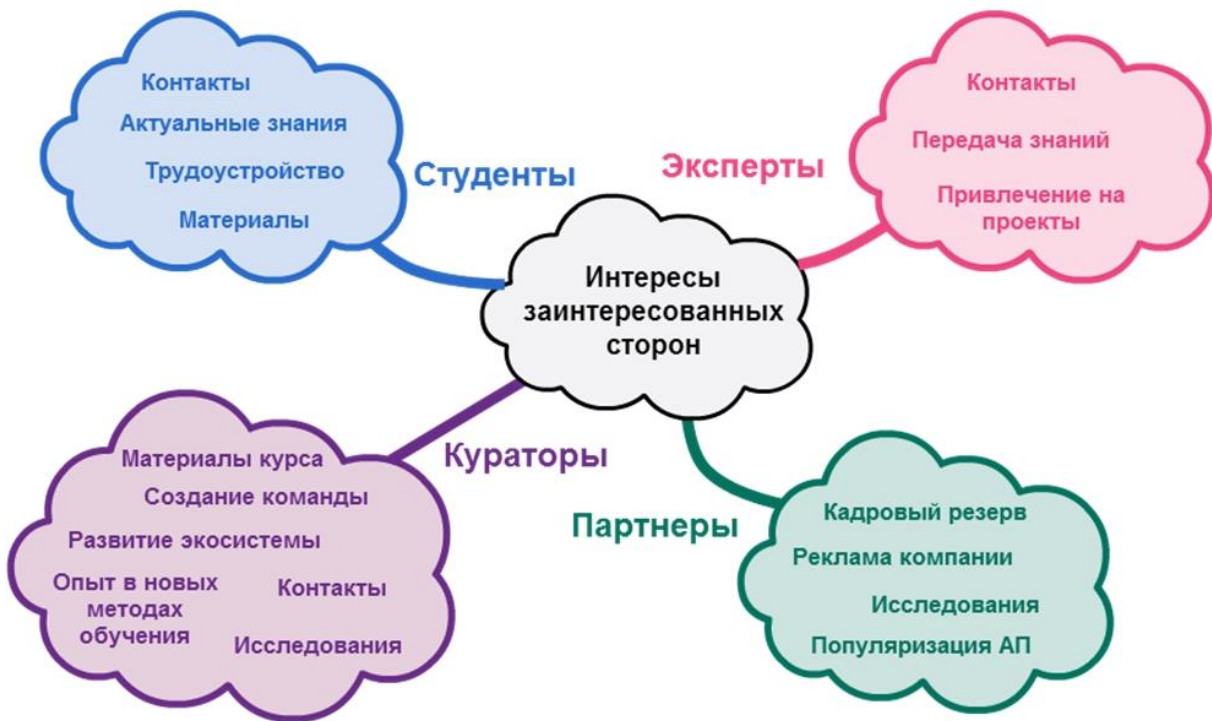 Контакты
Актуальные знания
Трудоустройство
Материалы
Студенты
Эксперты
Контакты
Передача знаний
Привлечение на
проекты
Интересы
заинтересованных
сторон
Кураторы
Материалы курса
Создание команды
Развитие экосистемы
Опыт в новых
методах
обучения
Контакты
Исследования
Партнеры
Кадровый резерв
Реклама компании
Исследования
Популяризация АП